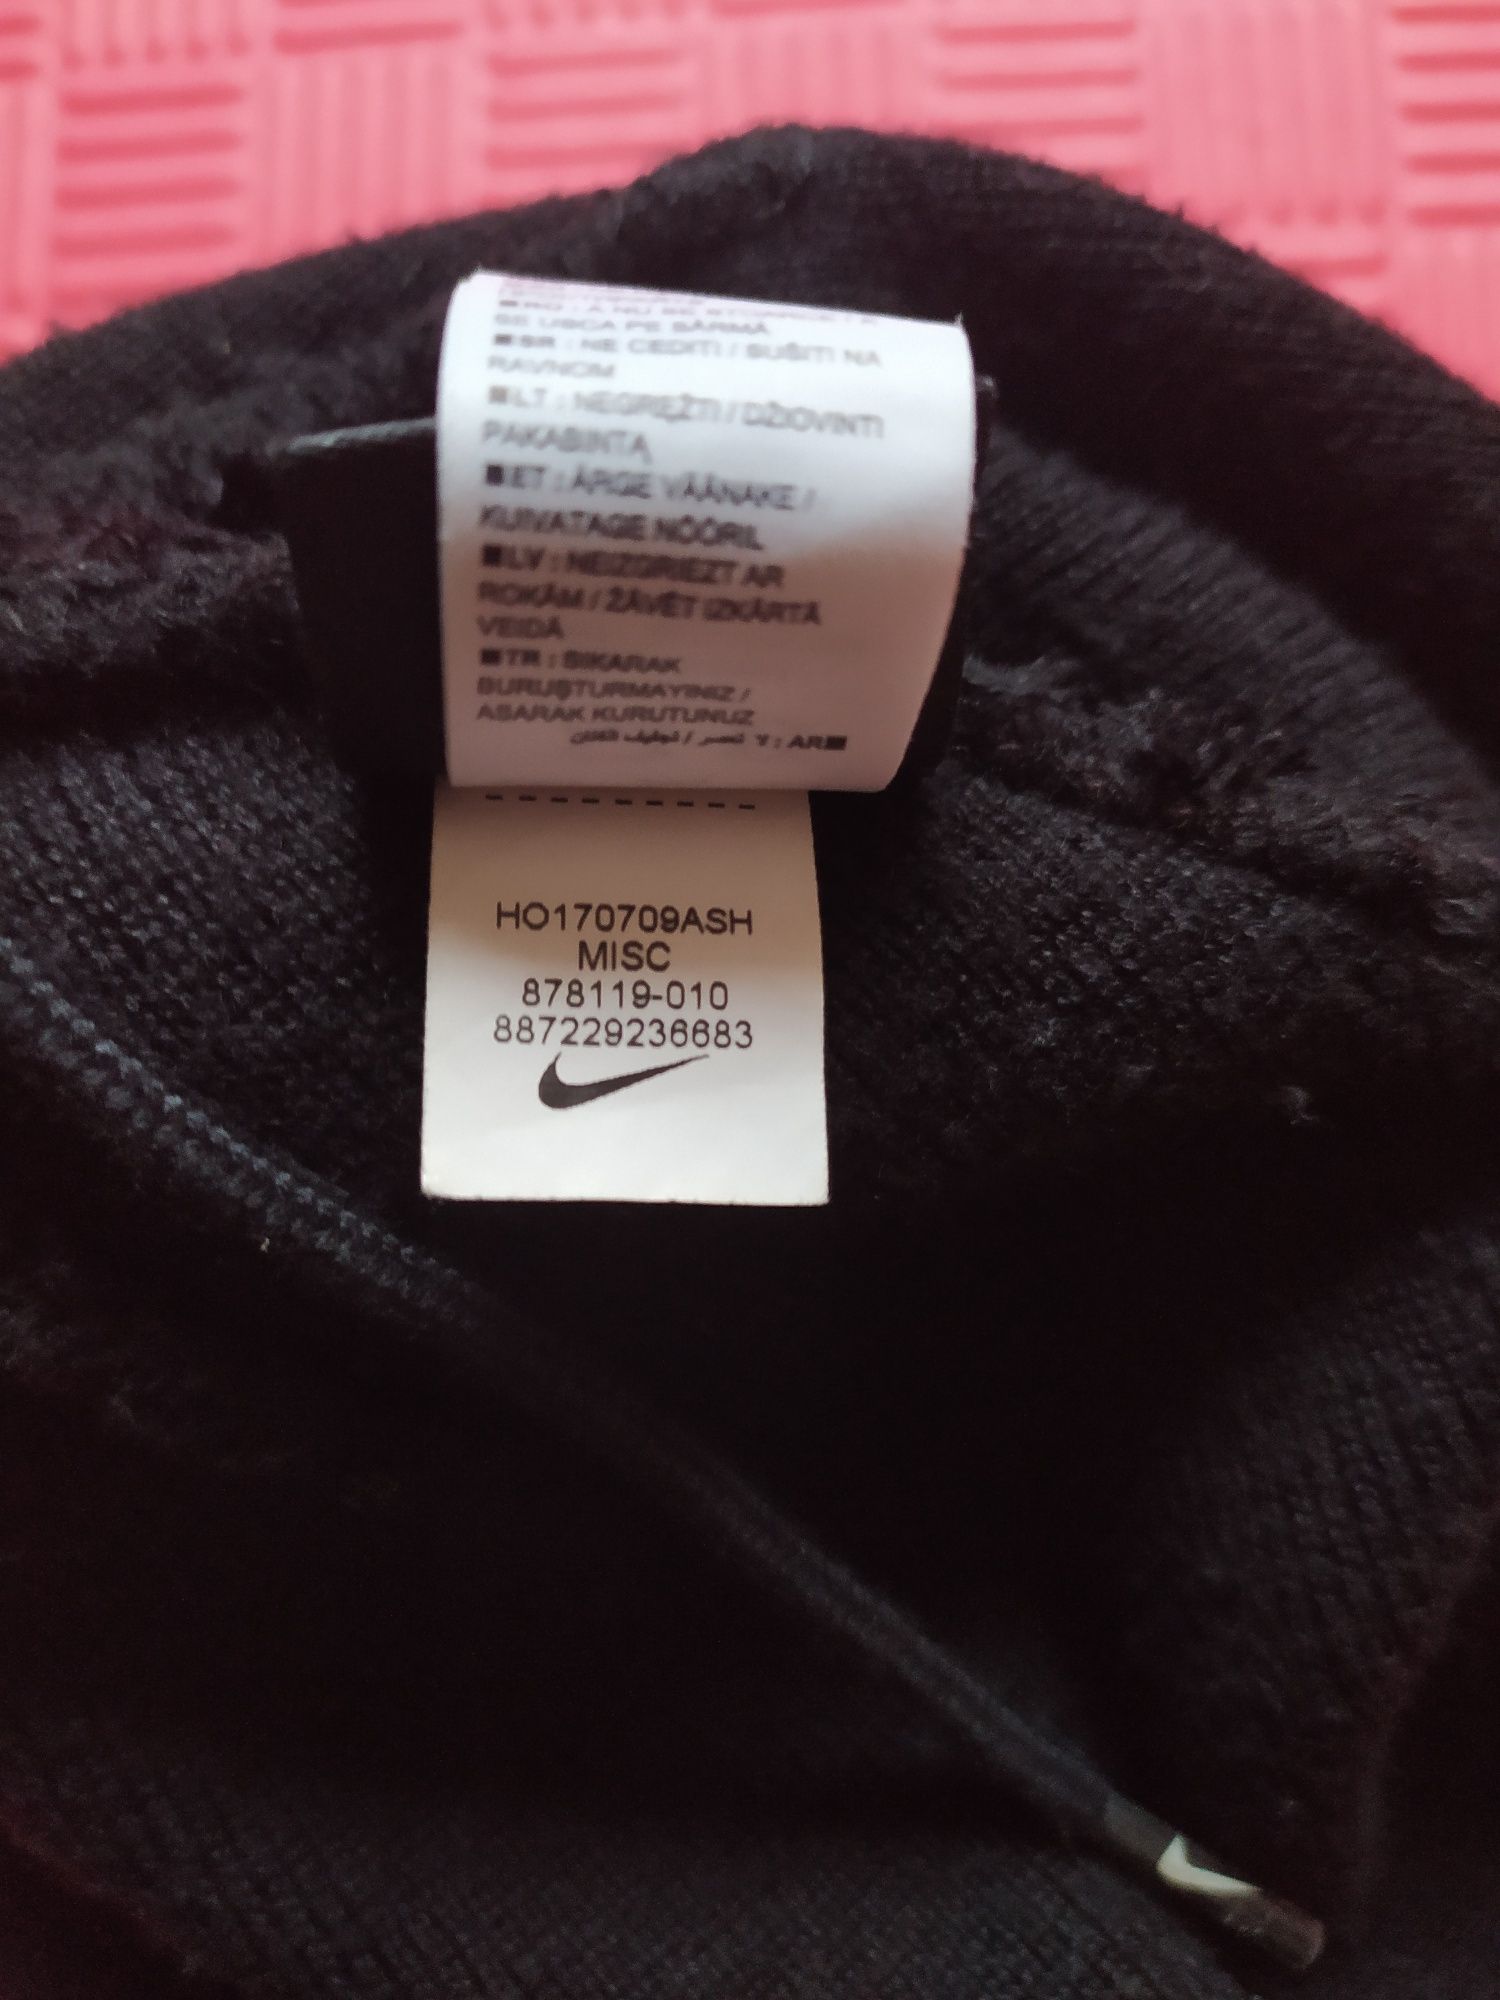 SE USCA PE SÂRMĂ
■SR : NE CEDITI / SUŠITI NA
RAVNOM
■LT : NEGRĘŽTI / DŽIOVINTI
PAKABINTĄ
■ET : ÄRGE VÄÄNAKE /
KUIVATAGE NÖÖRIL
■LV : NEIZGRIEZT AR
ROKĀM / ŽĀVĒT IZKĀRTĀ
VEIDĀ
■TR : SIKARAK
BURUŞTURMAYINIZ /
ASARAK KURUTUNUZ
AR■
HO170709ASH
MISC
878119-010
887229236683